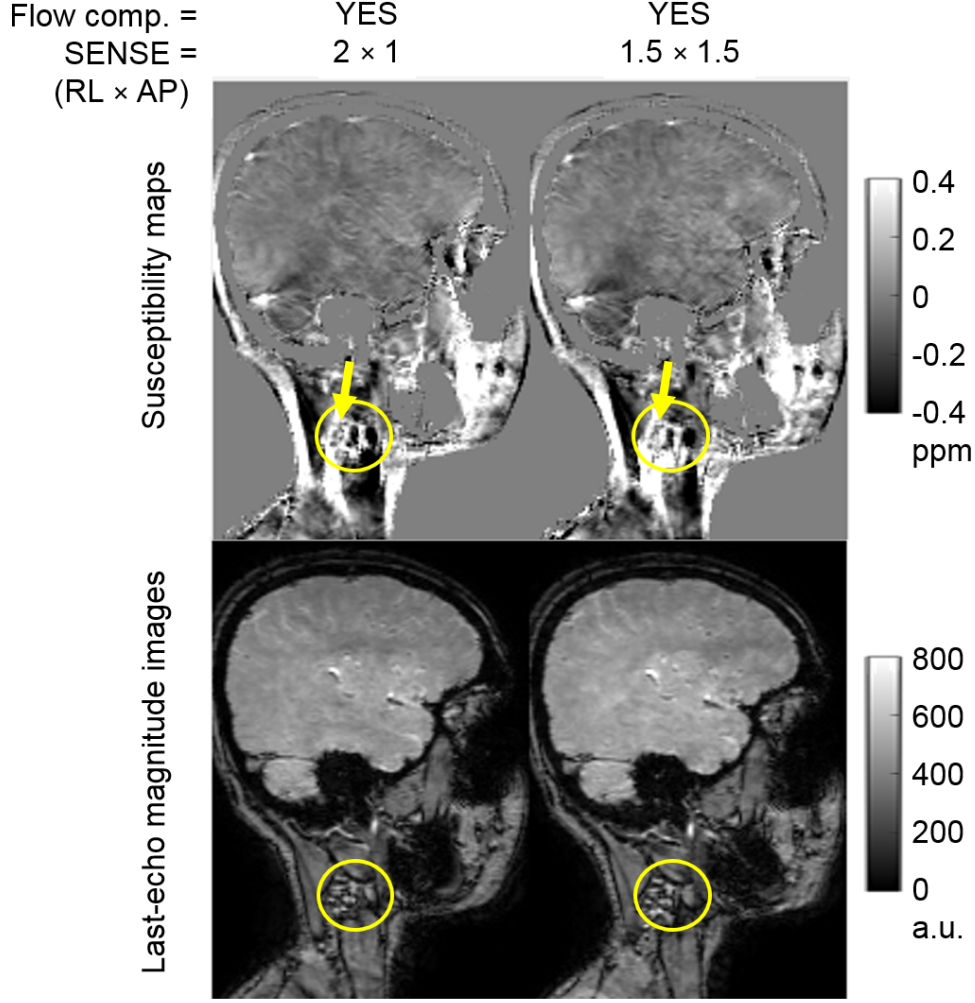 Flow comp. = YES YES
SENSE = 2 × 1 1.5 × 1.5
(RL × AP)
Susceptibility maps
0.4
0.2
0
-0.2
-0.4
ppm
Last-echo magnitude images
800
600
400
200
0
a.u.